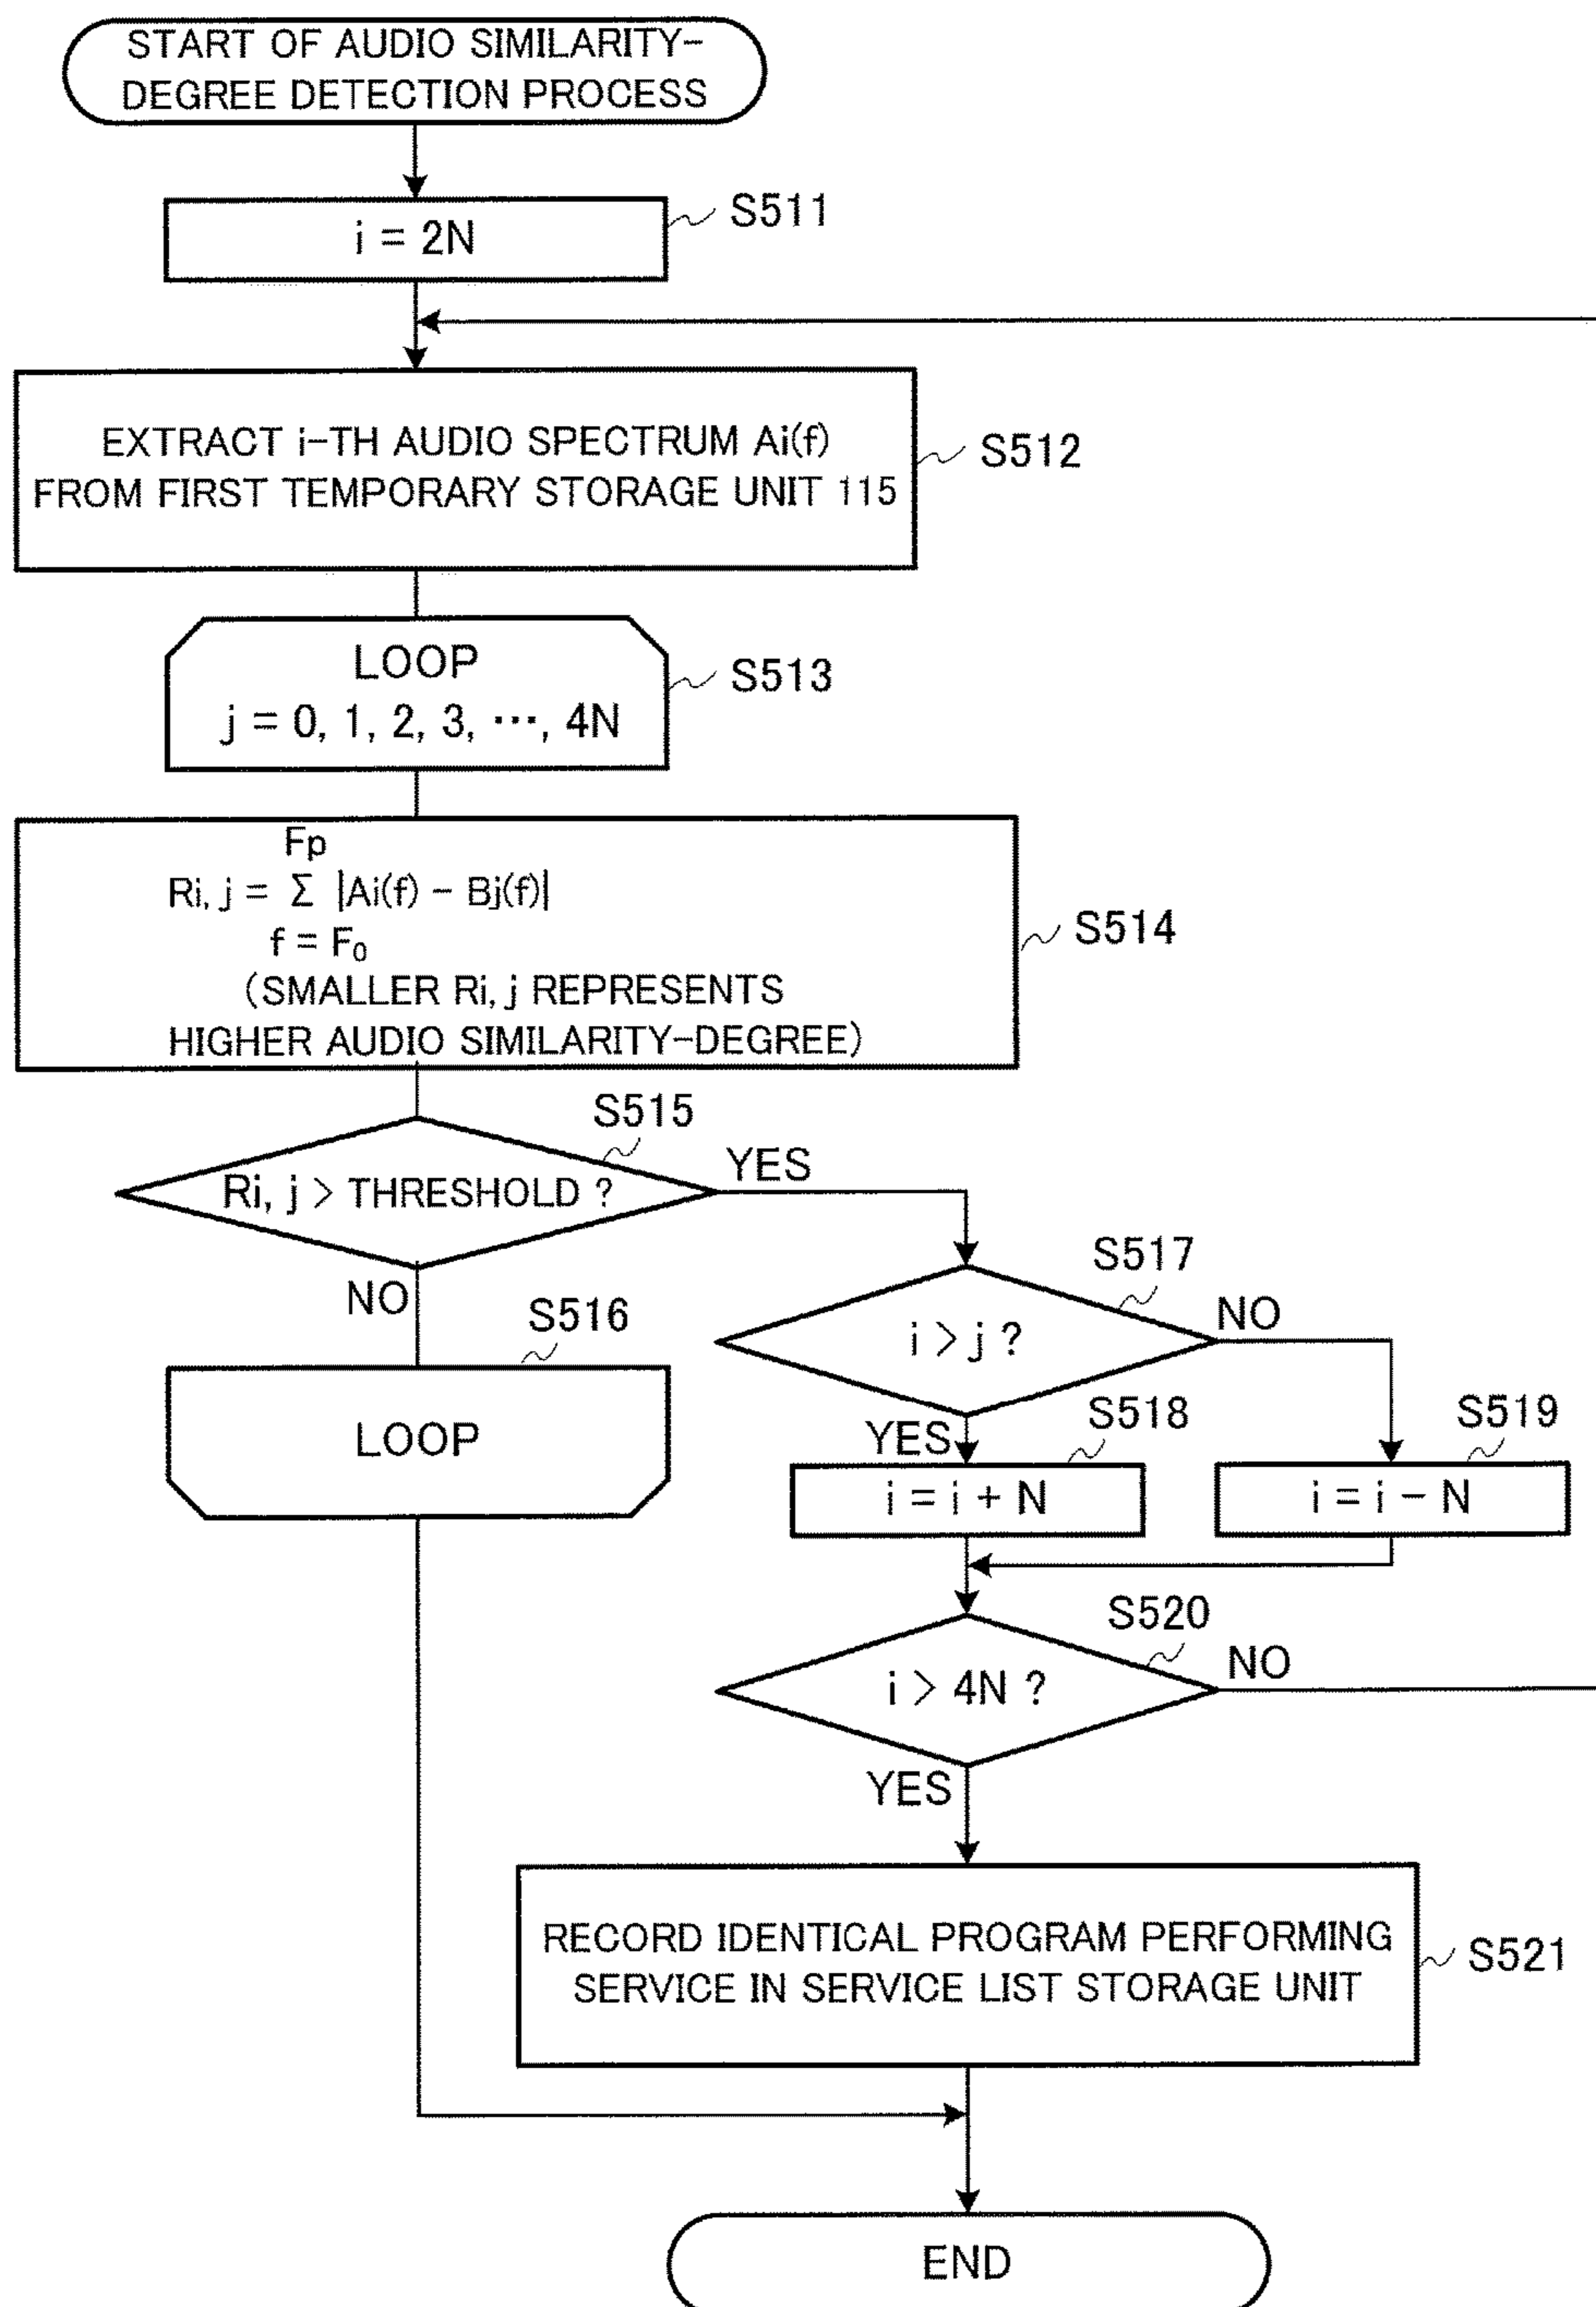 START OF AUDIO SIMILARITY-
DEGREE DETECTION PROCESS
i = 2N
S511
EXTRACT i-TH AUDIO SPECTRUM Ai(f)
FROM FIRST TEMPORARY STORAGE UNIT 115
S512
LOOP
j = 0, 1, 2, 3, ⋯, 4N
S513
Fp
Ri, j = Σ |Ai(f) - Bj(f)|
f = F₀
(SMALLER Ri, j REPRESENTS
HIGHER AUDIO SIMILARITY-DEGREE)
S514
S515
Ri, j > THRESHOLD ?
YES
NO
S516
LOOP
S517
i > j ?
NO
YES
S518
i = i + N
S519
i = i - N
S520
i > 4N ?
NO
YES
RECORD IDENTICAL PROGRAM PERFORMING
SERVICE IN SERVICE LIST STORAGE UNIT
S521
END